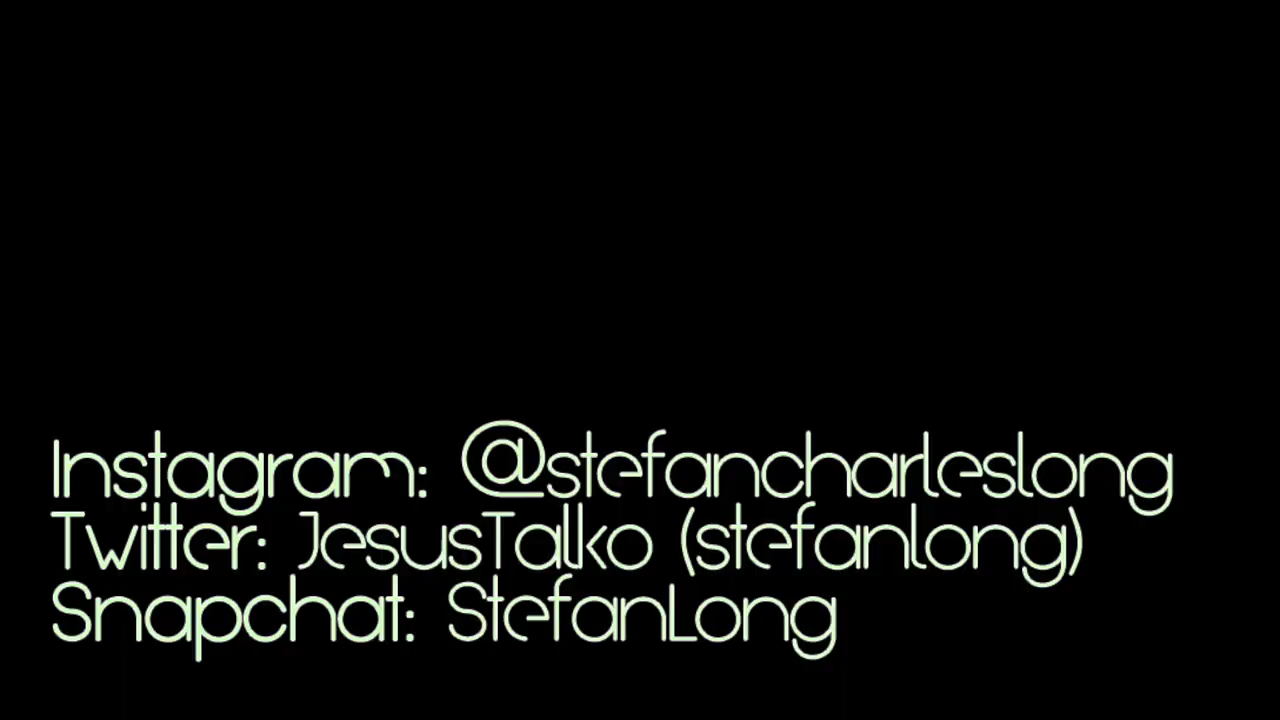 Instagram: @stefancharleslong
Twitter: JesusTalko (stefanlong)
Snapchat: StefanLong